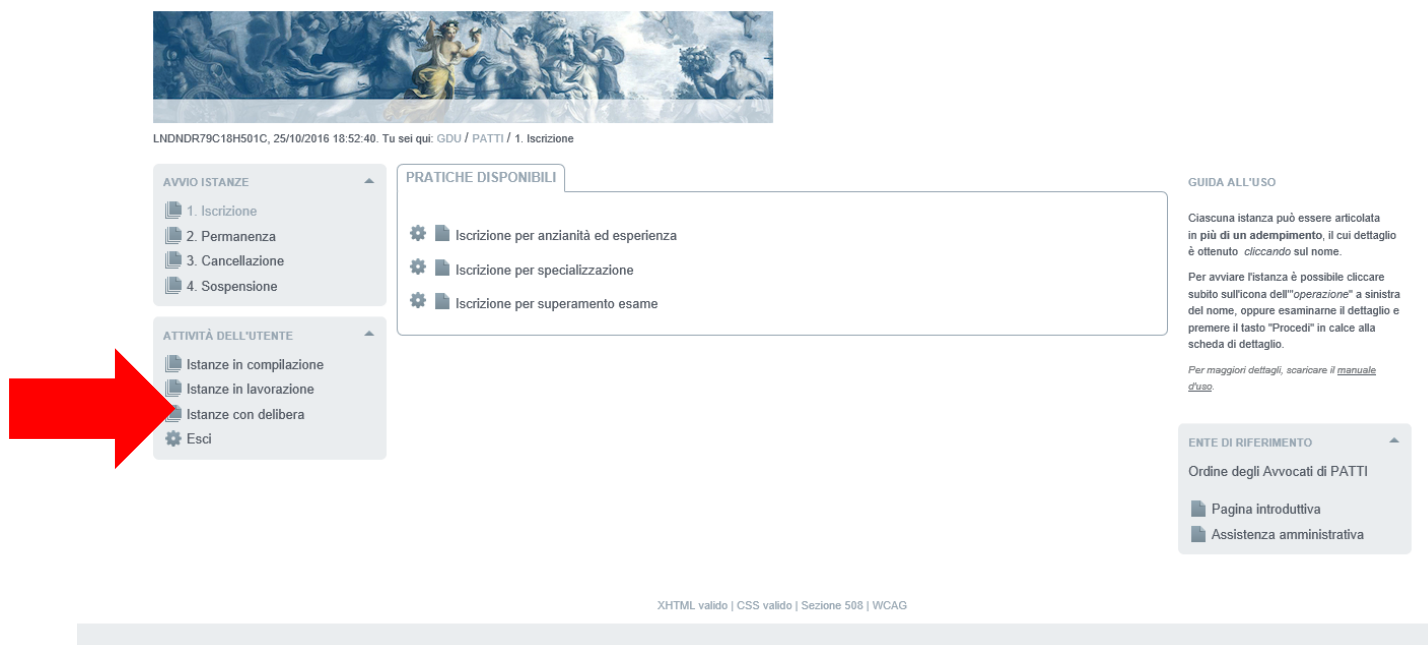 LNDNDR79C18H501C, 25/10/2016 18:52:40. Tu sei qui: GDU / PATTI / 1. Iscrizione
AVVIO ISTANZE
1. Iscrizione
2. Permanenza
3. Cancellazione
4. Sospensione
ATTIVITÀ DELL'UTENTE
Istanze in compilazione
Istanze in lavorazione
Istanze con delibera
Esci
PRATICHE DISPONIBILI
Iscrizione per anzianità ed esperienza
Iscrizione per specializzazione
Iscrizione per superamento esame
GUIDA ALL'USO
Ciascuna istanza può essere articolata
in più di un adempimento, il cui dettaglio
è ottenuto cliccando sul nome.
Per avviare l'istanza è possibile cliccare
subito sull'icona dell'"operazione" a sinistra
del nome, oppure esaminarne il dettaglio e
premere il tasto "Procedi" in calce alla
scheda di dettaglio.
Per maggiori dettagli, scaricare il manuale
d'uso.
ENTE DI RIFERIMENTO
Ordine degli Avvocati di PATTI
Pagina introduttiva
Assistenza amministrativa
XHTML valido | CSS valido | Sezione 508 | WCAG